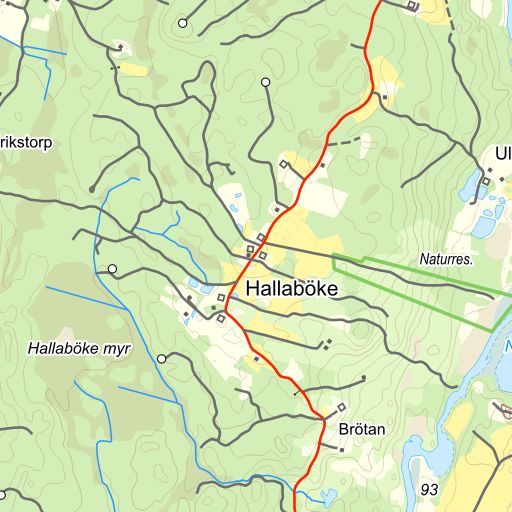 rikstorp
Ul
Naturres.
Hallaböke
Hallaböke myr
N
Brötan
93